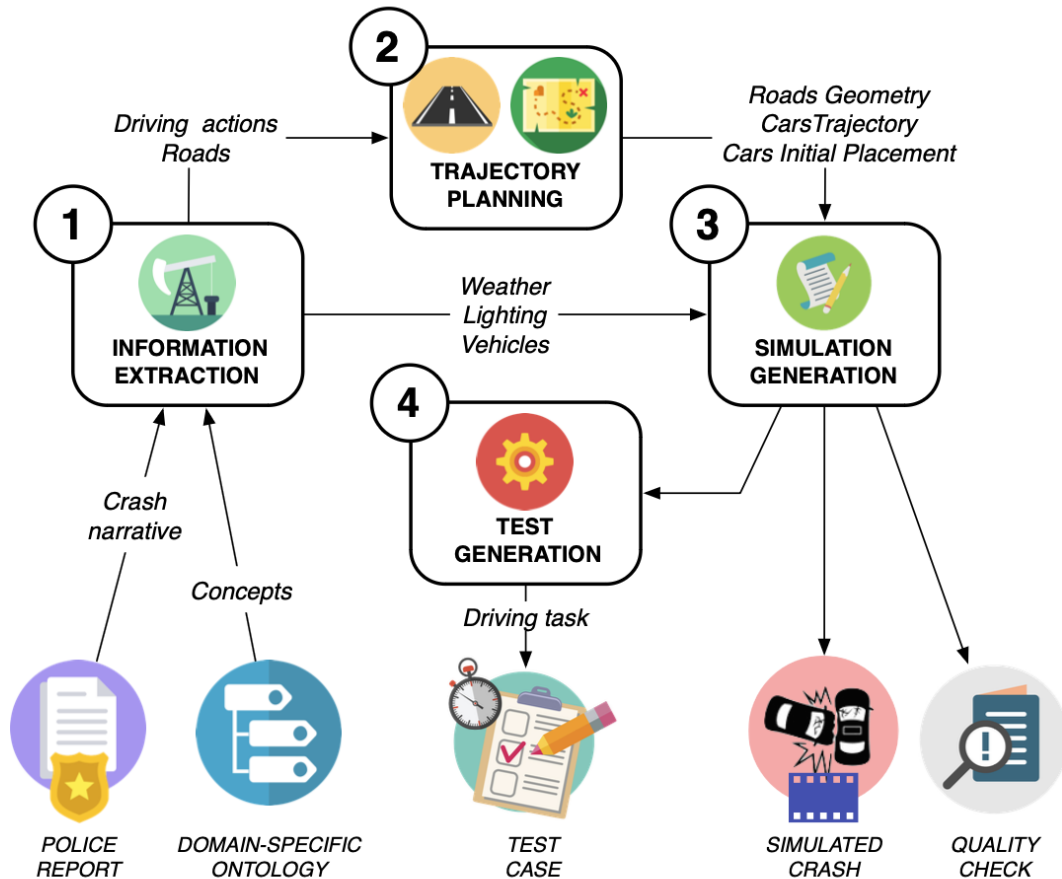 2
TRAJECTORY
PLANNING
Driving actions
Roads
Roads Geometry
CarsTrajectory
Cars Initial Placement
1
INFORMATION
EXTRACTION
Weather
Lighting
Vehicles
3
SIMULATION
GENERATION
4
TEST
GENERATION
Crash
narrative
Concepts
Driving task
!
POLICE
REPORT
DOMAIN-SPECIFIC
ONTOLOGY
TEST
CASE
SIMULATED
CRASH
QUALITY
CHECK